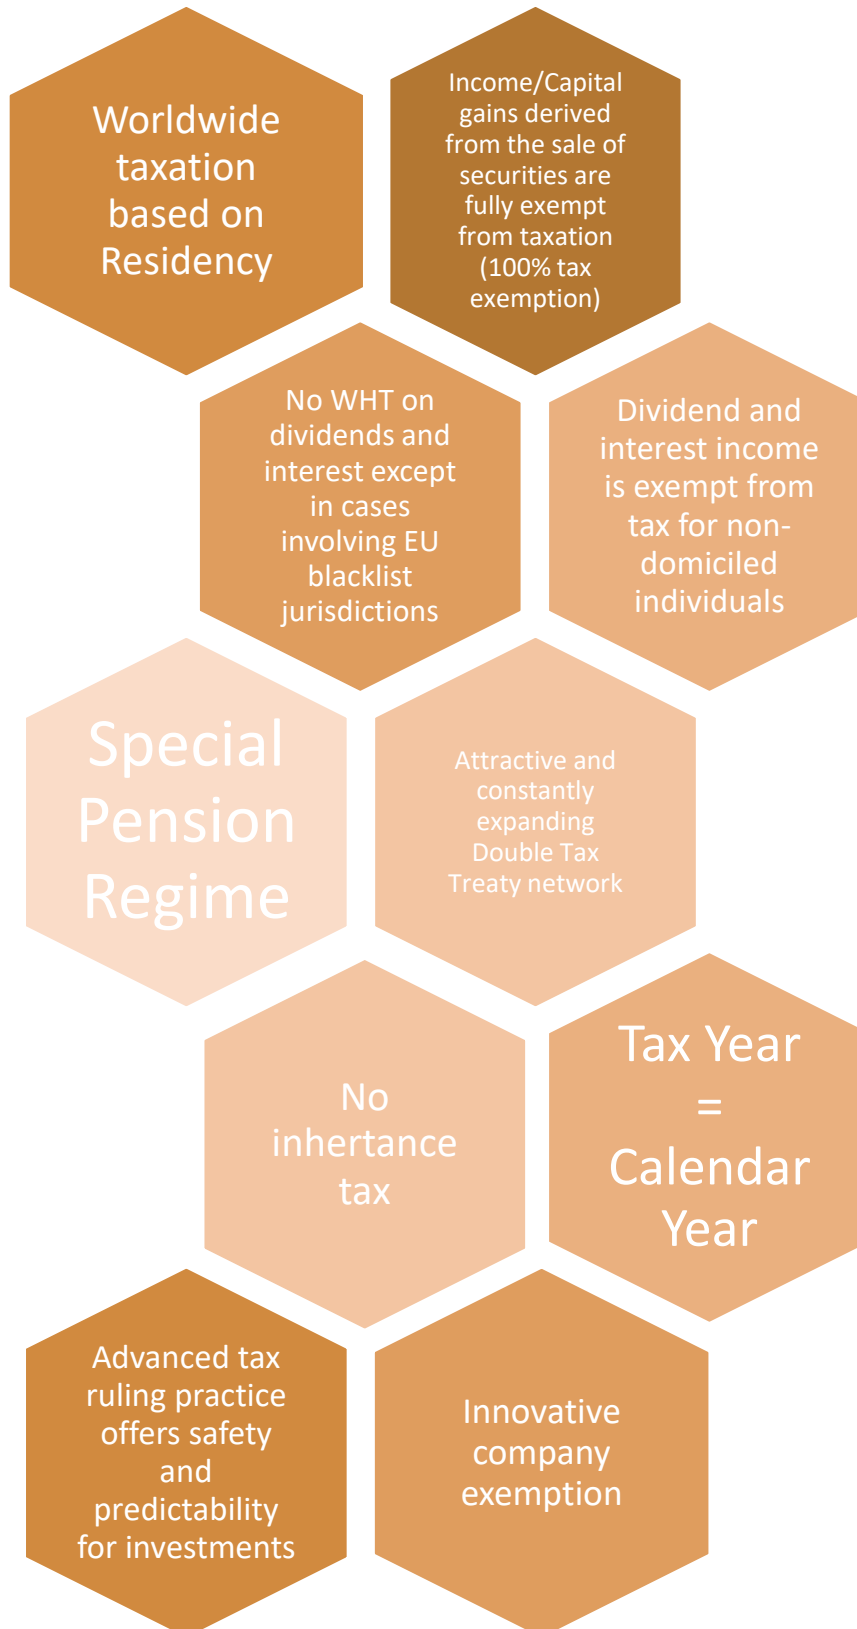 Worldwide
taxation
based on
Residency
Income/Capital
gains derived
from the sale of
securities are
fully exempt
from taxation
(100% tax
exemption)
No WHT on
dividends and
interest except
in cases
involving EU
blacklist
jurisdictions
Dividend and
interest income
is exempt from
tax for non-
domiciled
individuals
Special
Pension
Regime
Attractive and
constantly
expanding
Double Tax
Treaty network
No
inhertance
tax
Tax Year
=
Calendar
Year
Advanced tax
ruling practice
offers safety
and
predictability
for investments
Innovative
company
exemption